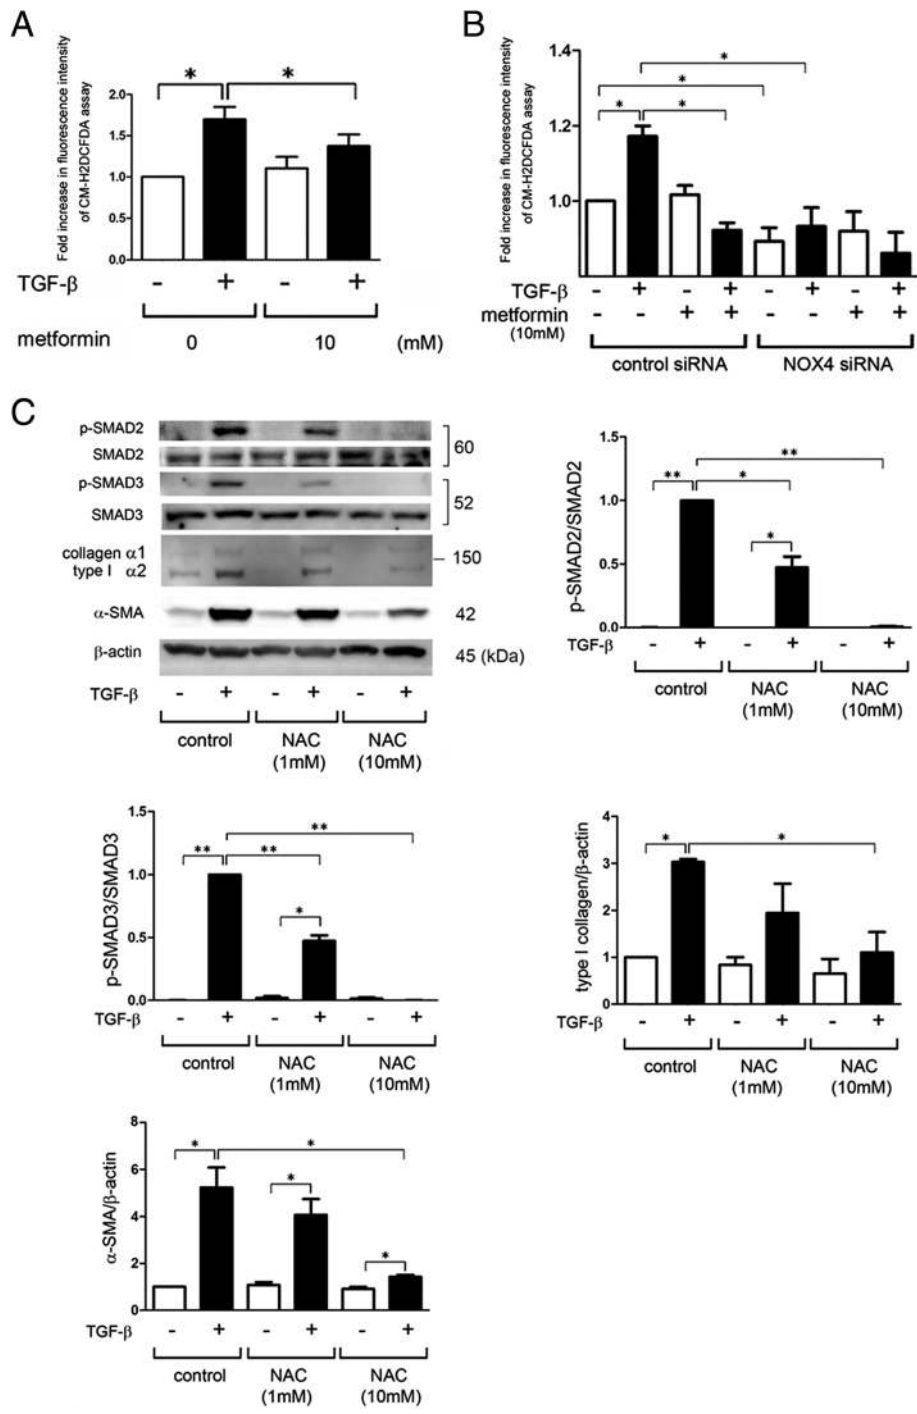 A
Fold increase in fluorescence intensity
of CM-H2DCFDA assay
2.0
1.5
1.0
0.5
0.0
* *
TGF-β - + - +
metformin 0 10 (mM)
B
Fold increase in fluorescence intensity
of CM-H2DCFDA assay
1.4
1.2
1.0
*
*
* *
TGF-β - + - + - + - +
metformin - - + + - - + +
(10mM)
control siRNA NOX4 siRNA
C
p-SMAD2
SMAD2
60
p-SMAD3
SMAD3
52
collagen α1
type I α2
150
α-SMA 42
β-actin 45 (kDa)
TGF-β - + - + - +
control NAC NAC
(1mM) (10mM)
p-SMAD2/SMAD2
1.5
1.0
0.5
0.0
**
** *
*
TGF-β - + - + - +
control NAC NAC
(1mM) (10mM)
p-SMAD3/SMAD3
1.5
1.0
0.5
0.0
**
** **
*
TGF-β - + - + - +
control NAC NAC
(1mM) (10mM)
type I collagen/β-actin
4
3
2
1
0
* *
TGF-β - + - + - +
control NAC NAC
(1mM) (10mM)
α-SMA/β-actin
8
6
4
2
0
* *
*
*
TGF-β - + - + - +
control NAC NAC
(1mM) (10mM)